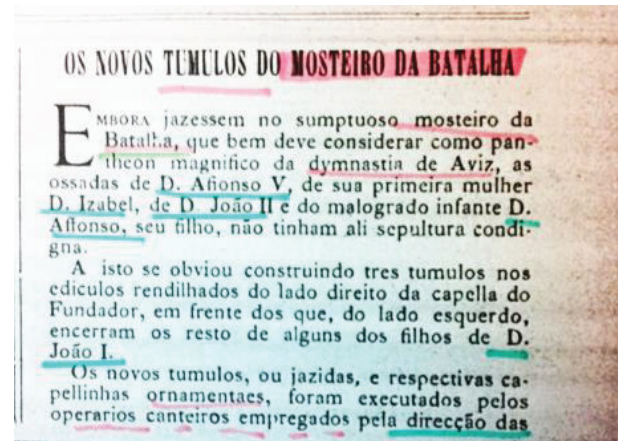 OS NOVOS TUMULOS DO MOSTEIRO DA BATALHA
EMBORA jazessem no sumptuoso mosteiro da
Batalha, que bem deve considerar como pan-
theon magnifico da dymnastia de Aviz, as
ossadas de D. Affonso V, de sua primeira mulher
D. Izabel, de D. João II e do malogrado infante D.
Affonso, seu filho, não tinham ali sepultura condi-
gna.
A isto se obviou construindo tres tumulos nos
ediculos rendilhados do lado direito da capella do
Fundador, em frente dos que, do lado esquerdo,
encerram os resto de alguns dos filhos de D.
João I.
Os novos tumulos, ou jazidas, e respectivas ca-
pellinhas ornamentaes, foram executados pelos
operarios canteiros empregados pela direcção das